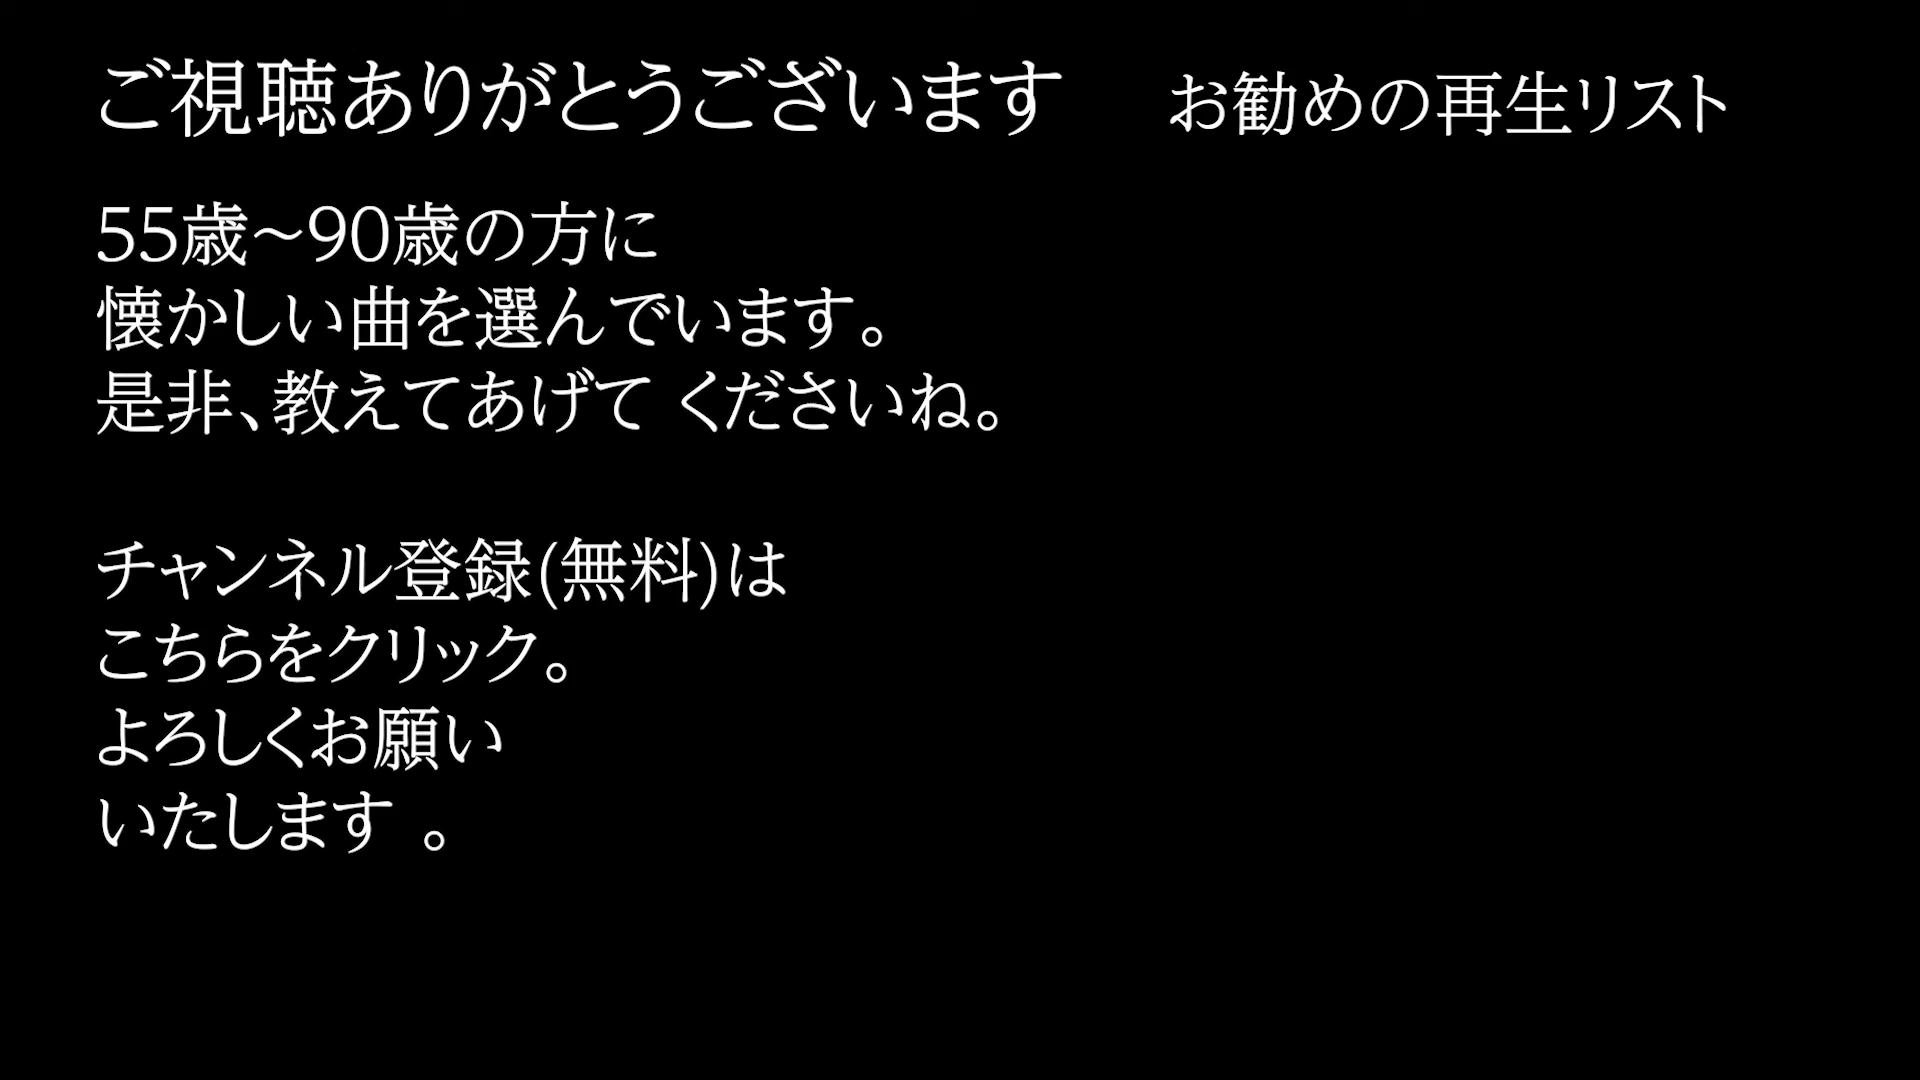 ご視聴ありがとうございます
お勧めの再生リスト
55歳～90歳の方に
懐かしい曲を選んでいます。
是非、教えてあげて くださいね。
チャンネル登録(無料)は
こちらをクリック。
よろしくお願い
いたします 。